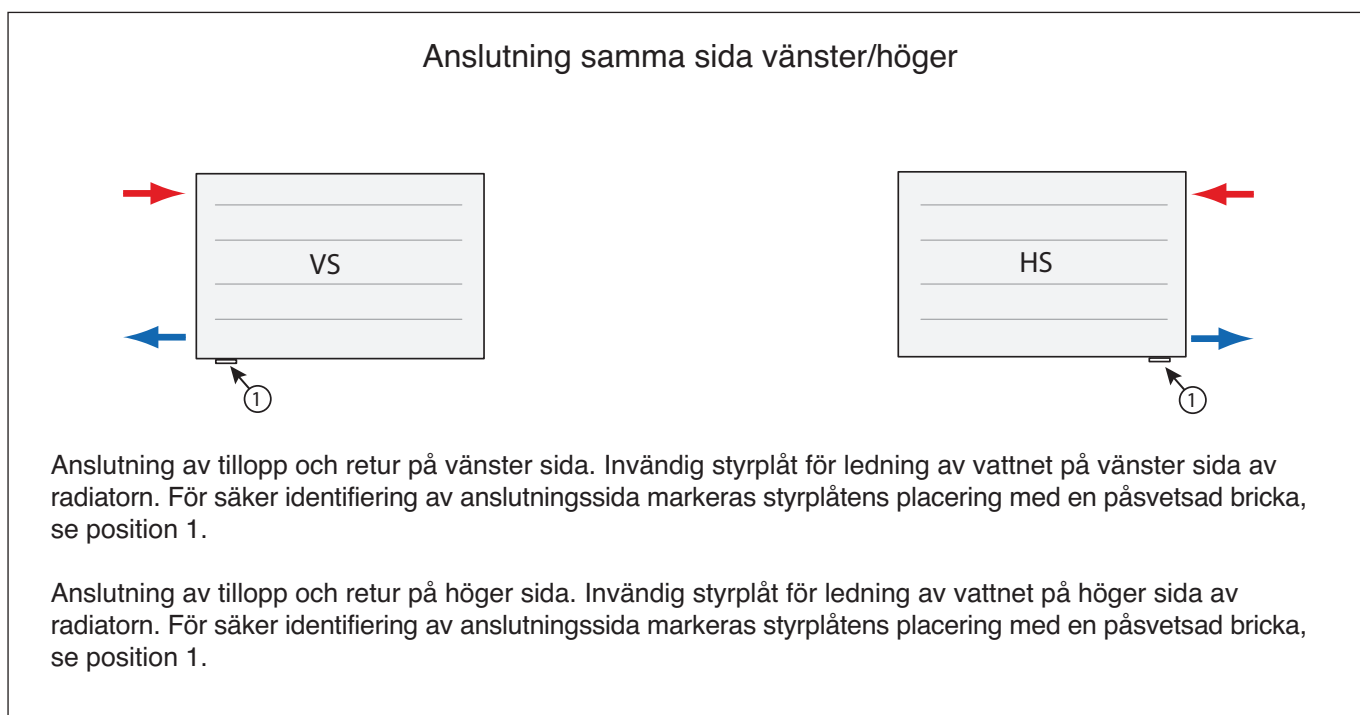 Anslutning samma sida vänster/höger
VS
HS
1
1
Anslutning av tillopp och retur på vänster sida. Invändig styrplåt för ledning av vattnet på vänster sida av
radiatorn. För säker identifiering av anslutningssida markeras styrplåtens placering med en påsvetsad bricka,
se position 1.
Anslutning av tillopp och retur på höger sida. Invändig styrplåt för ledning av vattnet på höger sida av
radiatorn. För säker identifiering av anslutningssida markeras styrplåtens placering med en påsvetsad bricka,
se position 1.